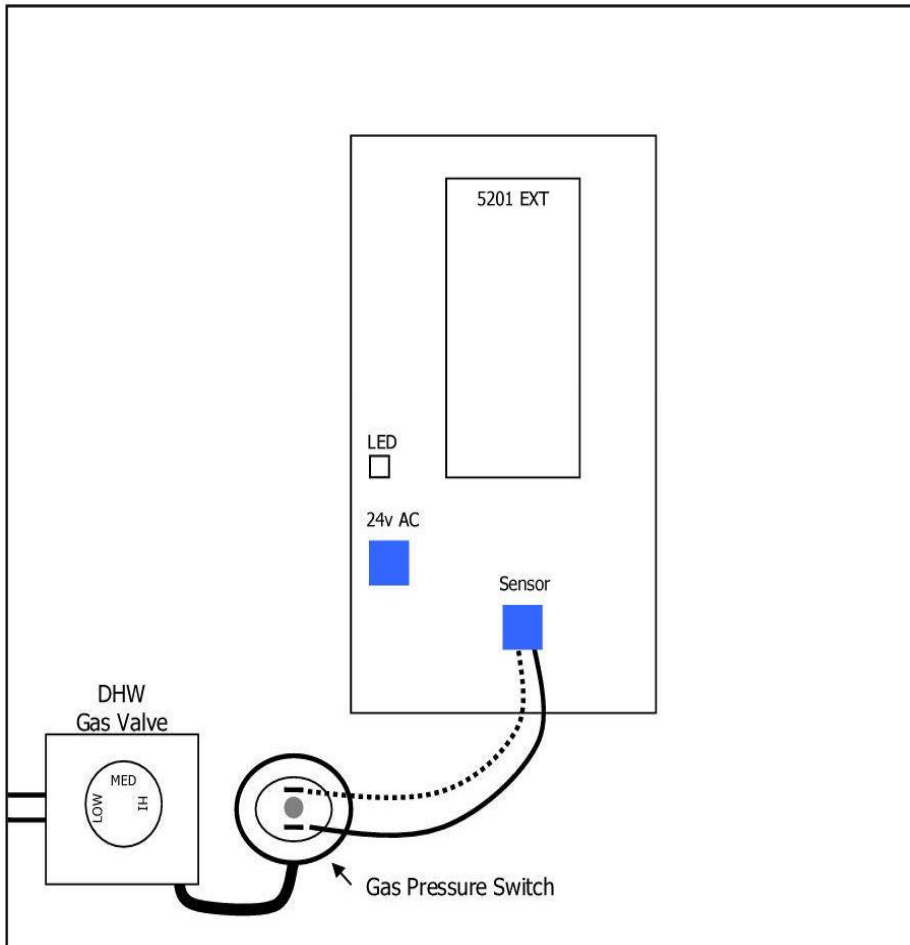 5201 EXT
LED
24v AC
Sensor
DHW
Gas Valve
MED
LOW
HI
Gas Pressure Switch